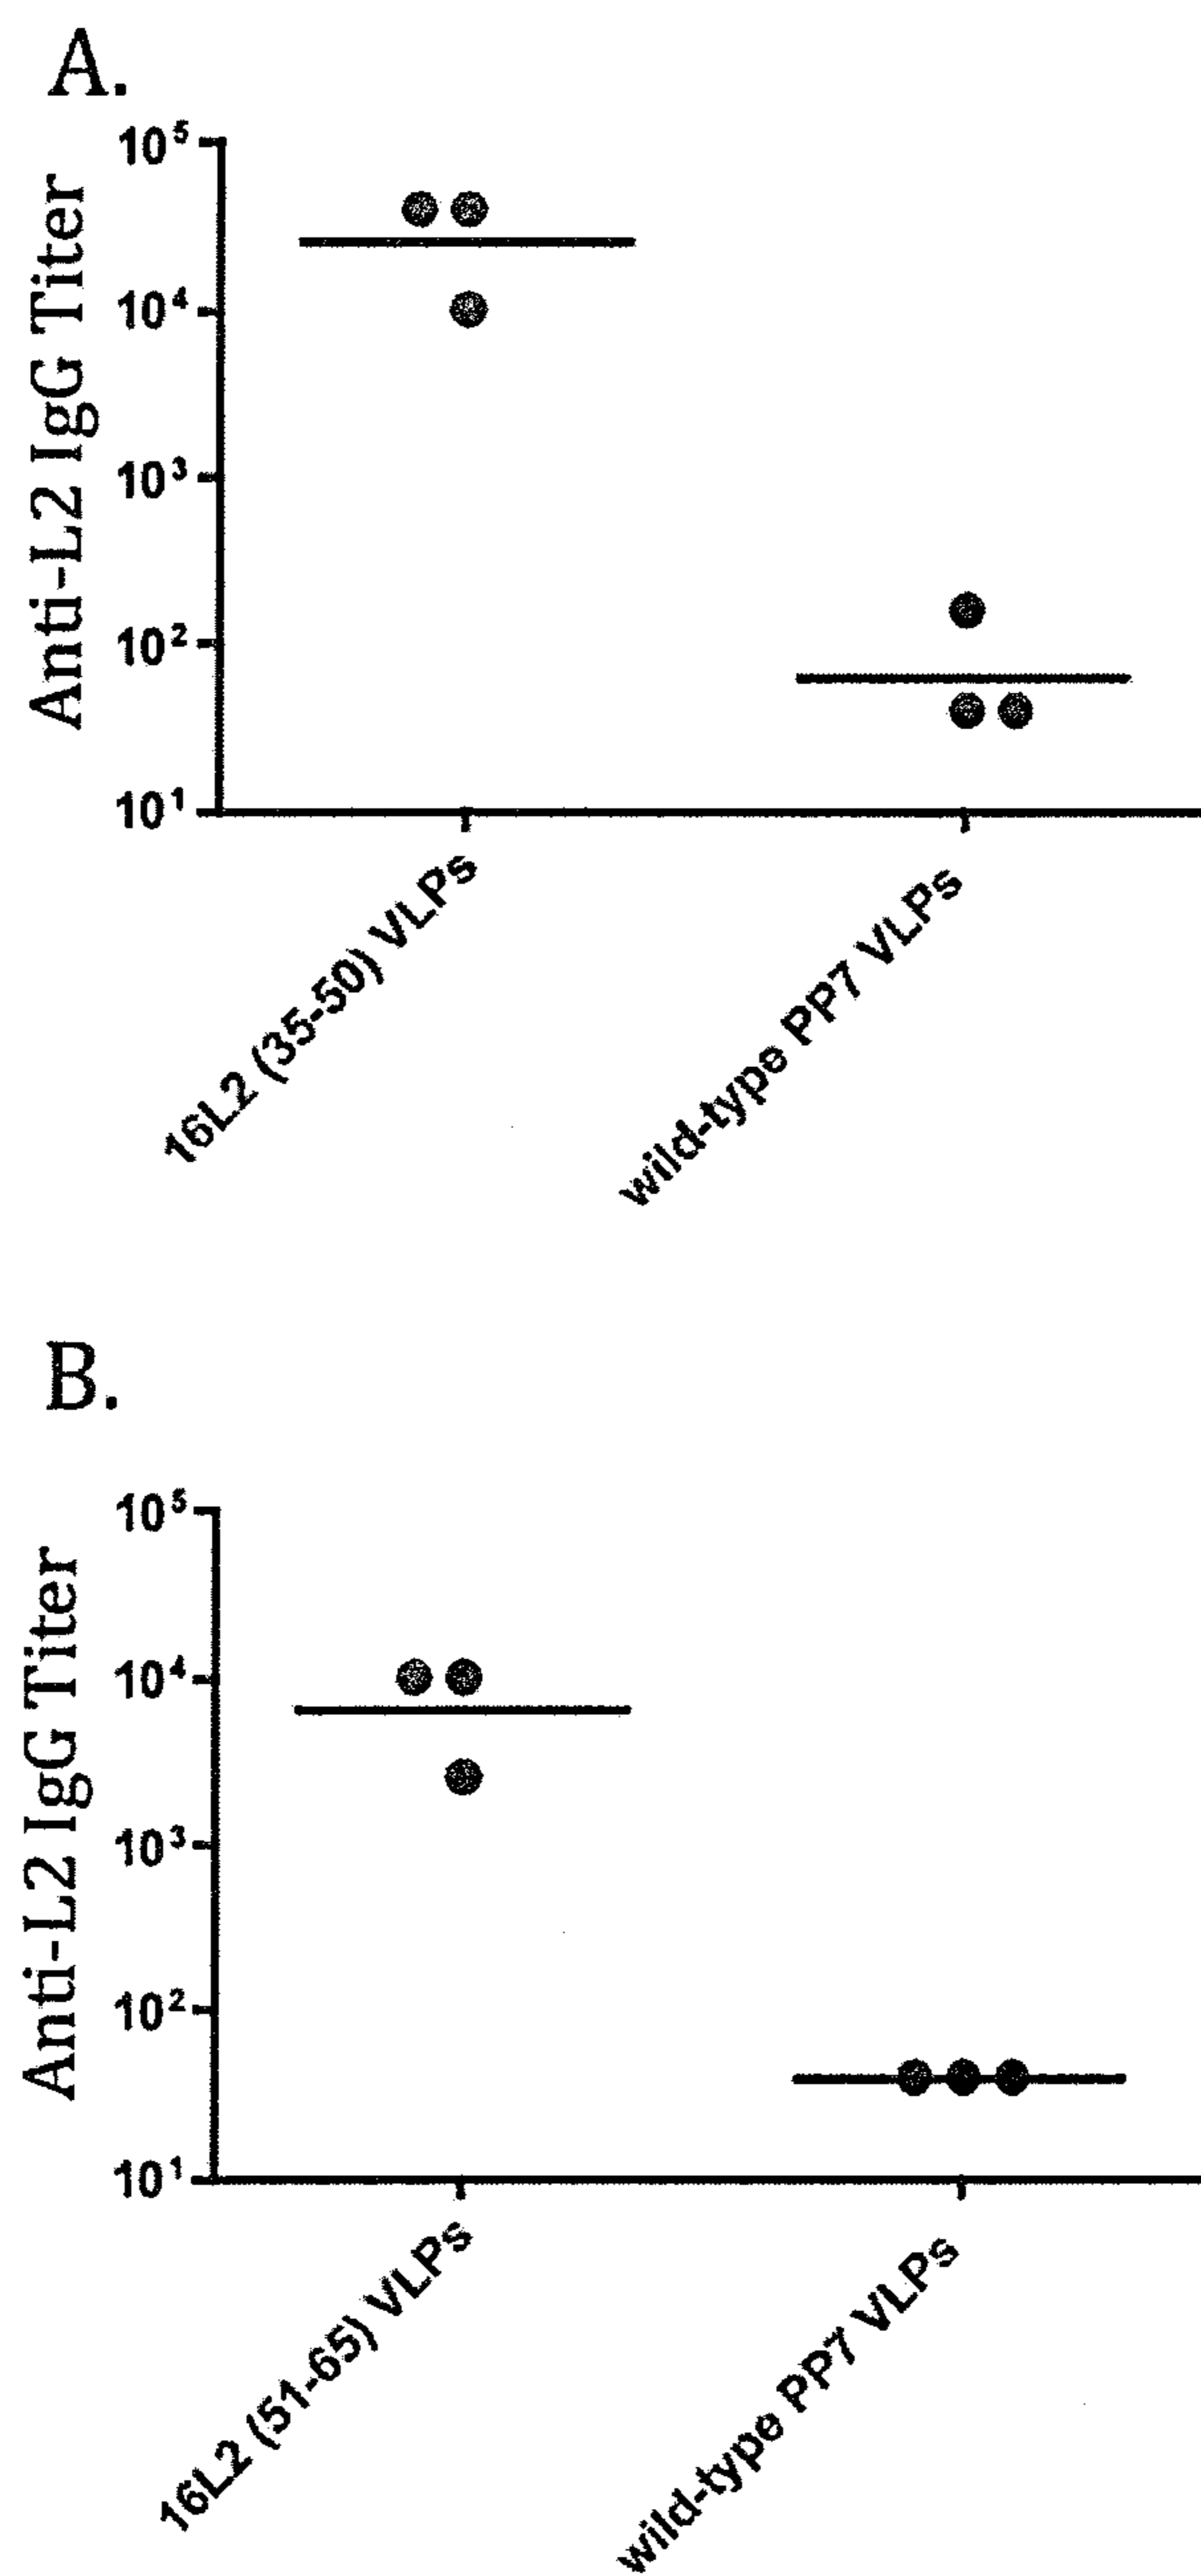 A.
Anti-L2 IgG Titer
10⁵
10⁴
10³
10²
10¹
16L2 (35-50) VLPs
wild-type PP7 VLPs
B.
Anti-L2 IgG Titer
10⁵
10⁴
10³
10²
10¹
16L2 (51-65) VLPs
wild-type PP7 VLPs